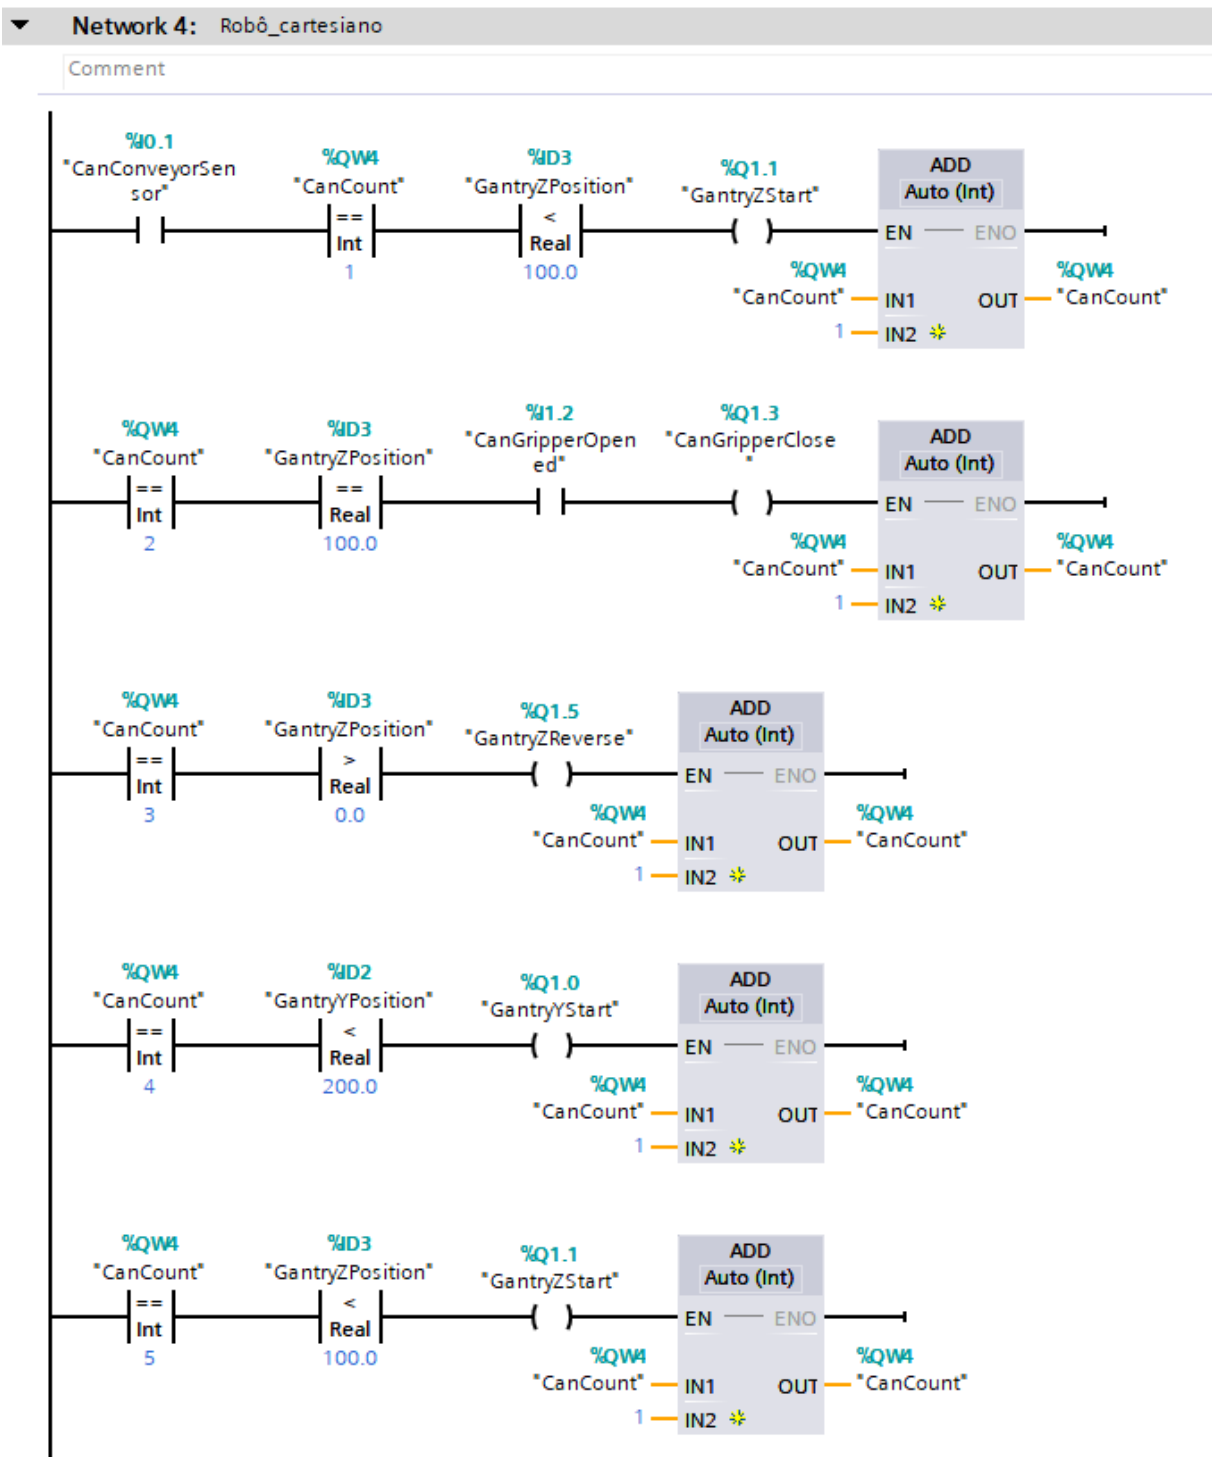 Network 4: Robô_cartesiano
Comment
%I0.1
"CanConveyorSen
sor"
%QW4
"CanCount"
==
Int
1
%ID3
"GantryZPosition"
<
Real
100.0
%Q1.1
"GantryZStart"
ADD
Auto (Int)
EN
ENO
%QW4
"CanCount"
IN1
1
IN2
OUT
%QW4
"CanCount"
%QW4
"CanCount"
==
Int
2
%ID3
"GantryZPosition"
==
Real
100.0
%I1.2
"CanGripperOpen
ed"
%Q1.3
"CanGripperClose
"
ADD
Auto (Int)
EN
ENO
%QW4
"CanCount"
IN1
1
IN2
OUT
%QW4
"CanCount"
%QW4
"CanCount"
==
Int
3
%ID3
"GantryZPosition"
>
Real
0.0
%Q1.5
"GantryZReverse"
ADD
Auto (Int)
EN
ENO
%QW4
"CanCount"
IN1
1
IN2
OUT
%QW4
"CanCount"
%QW4
"CanCount"
==
Int
4
%ID2
"GantryYPosition"
<
Real
200.0
%Q1.0
"GantryYStart"
ADD
Auto (Int)
EN
ENO
%QW4
"CanCount"
IN1
1
IN2
OUT
%QW4
"CanCount"
%QW4
"CanCount"
==
Int
5
%ID3
"GantryZPosition"
<
Real
100.0
%Q1.1
"GantryZStart"
ADD
Auto (Int)
EN
ENO
%QW4
"CanCount"
IN1
1
IN2
OUT
%QW4
"CanCount"